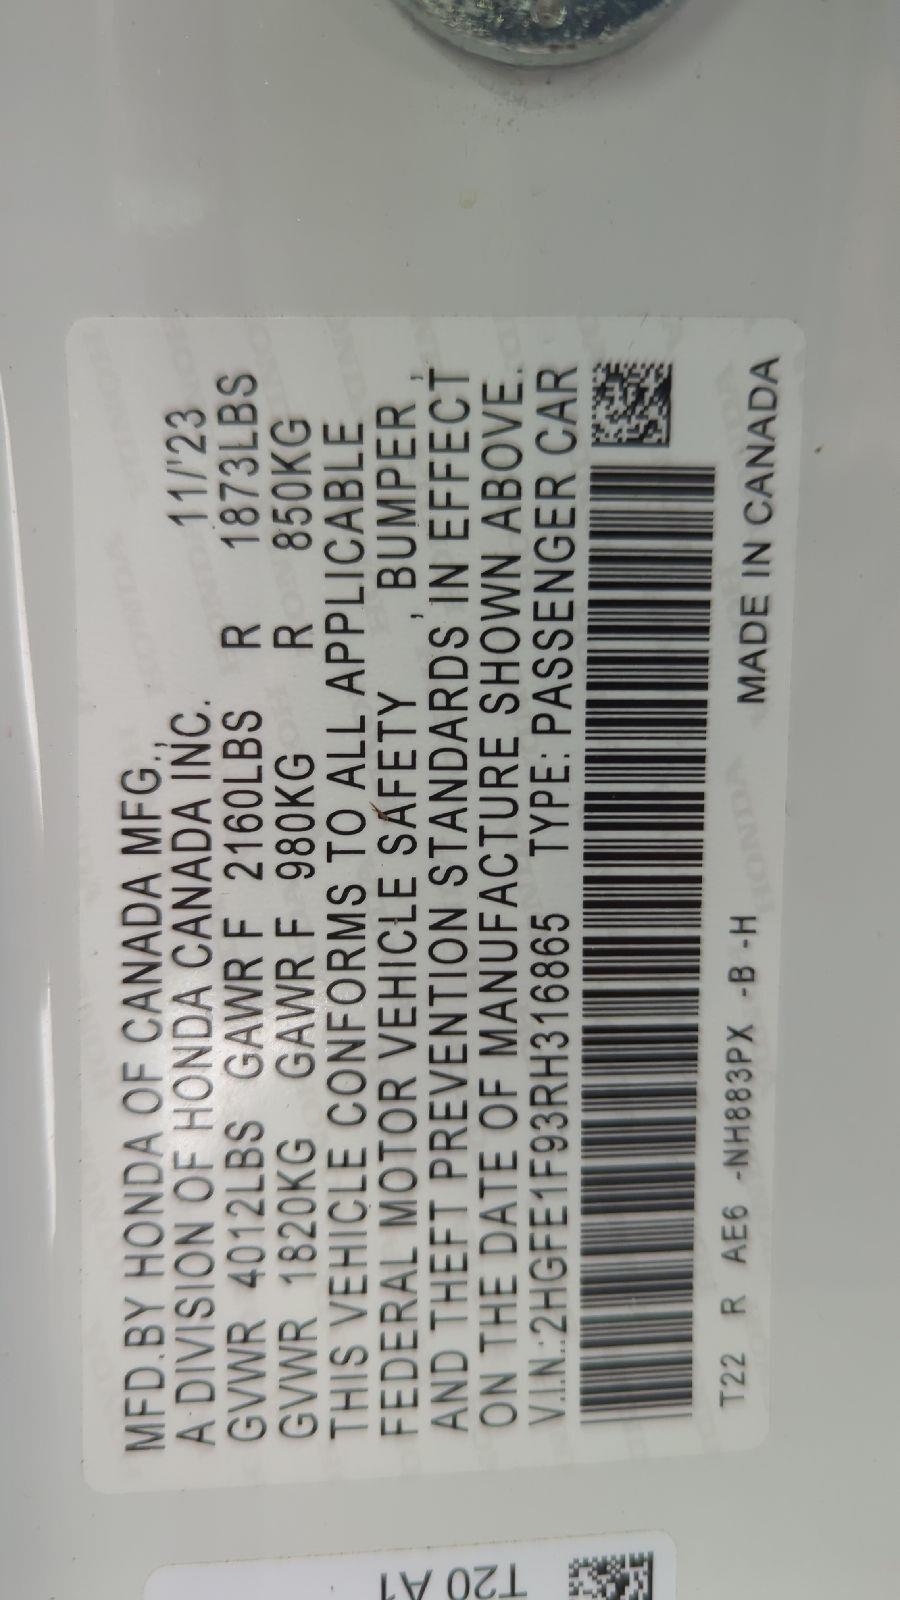 MFD.BY HONDA OF CANADA MFG.,
A DIVISION OF HONDA CANADA INC. 11/'23
GVWR 4012LBS GAWR F 2160LBS R 1873LBS
GVWR 1820KG GAWR F 980KG R 850KG
THIS VEHICLE CONFORMS TO ALL APPLICABLE
FEDERAL MOTOR VEHICLE SAFETY , BUMPER ,
AND THEFT PREVENTION STANDARDS IN EFFECT
ON THE DATE OF MANUFACTURE SHOWN ABOVE.
V.I.N.:2HGFE1F93RH316865 TYPE: PASSENGER CAR
T22 R AE6 -NH883PX -B -H MADE IN CANADA
T20 A1